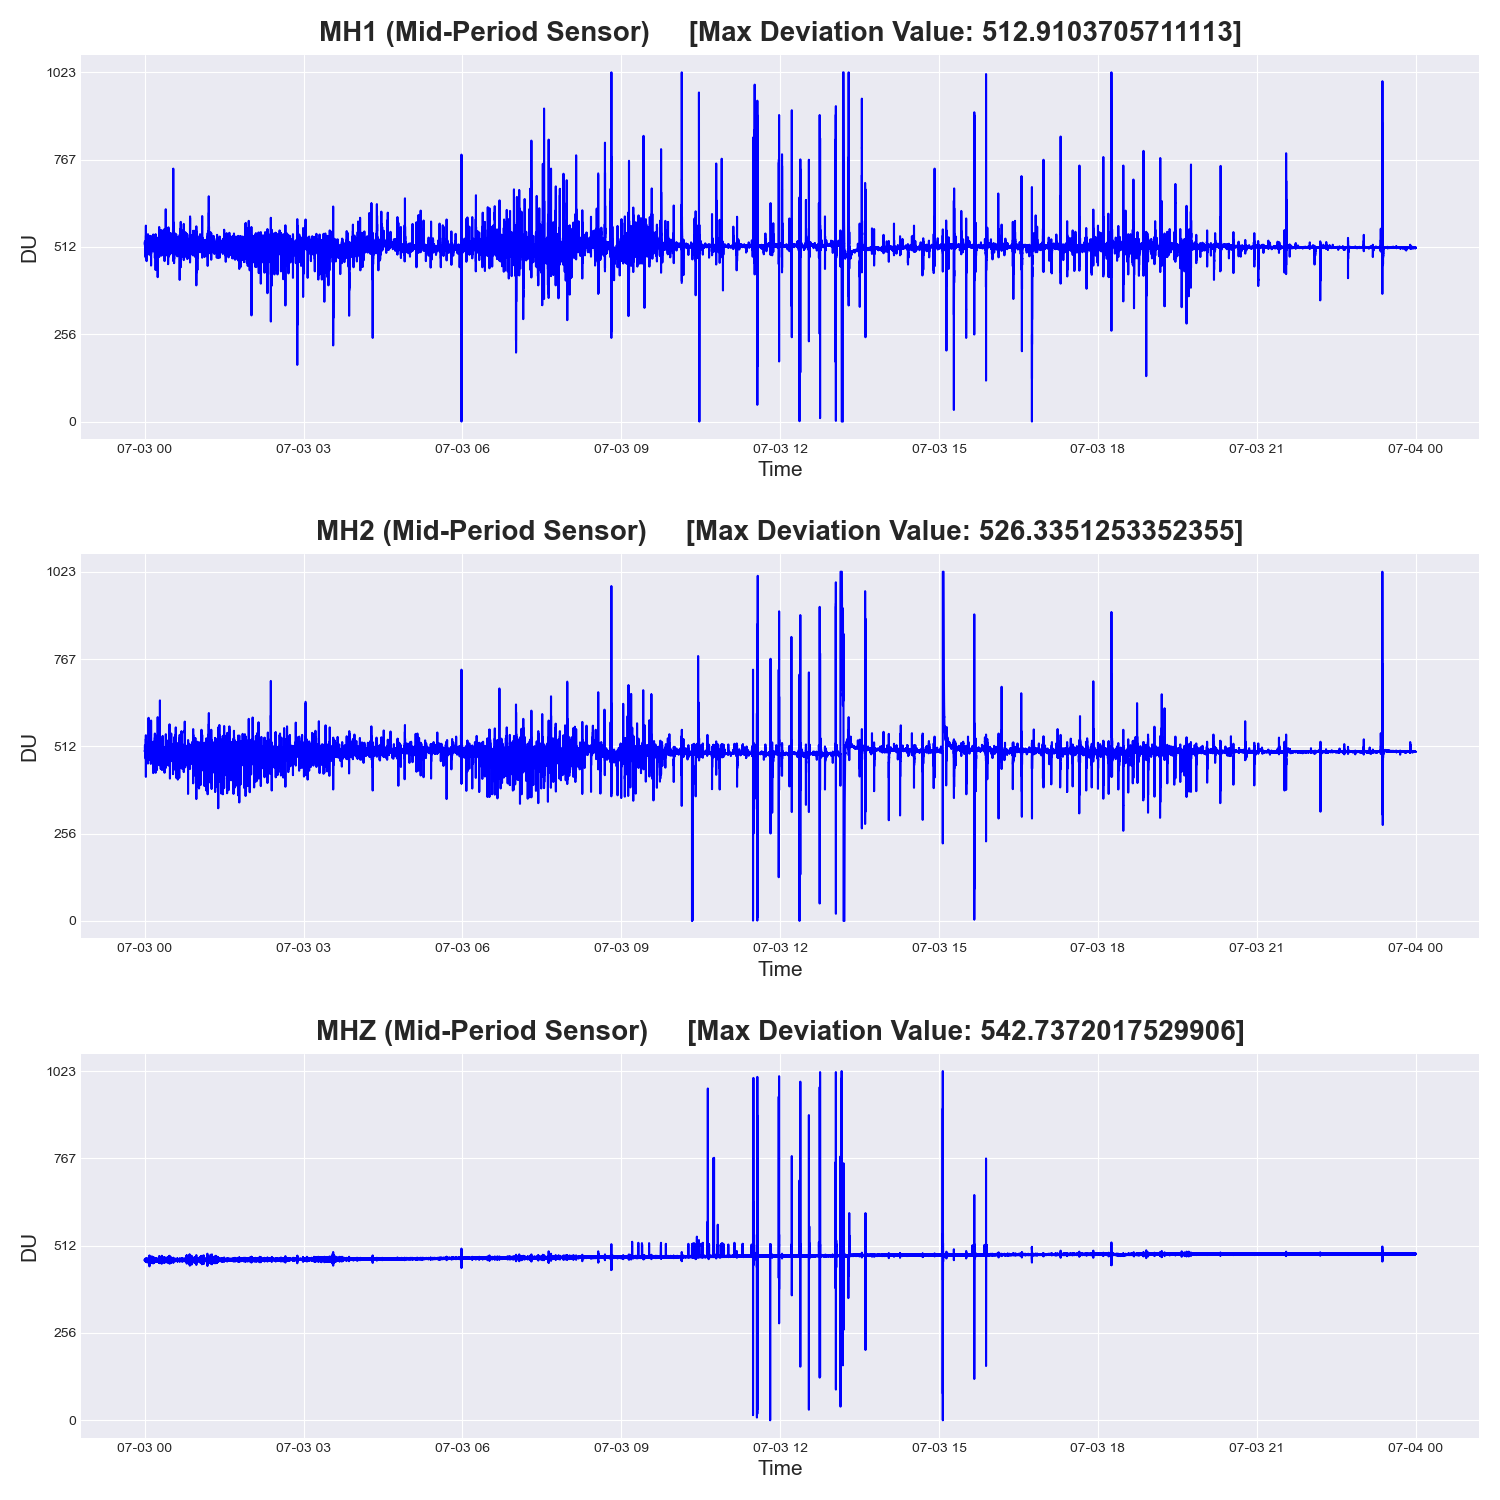 MH1 (Mid-Period Sensor) [Max Deviation Value: 512.9103705711113]
1023
767
512
256
0
DU
07-03 00 07-03 03 07-03 06 07-03 09 07-03 12 07-03 15 07-03 18 07-03 21 07-04 00
Time
MH2 (Mid-Period Sensor) [Max Deviation Value: 526.3351253352355]
1023
767
512
256
0
DU
07-03 00 07-03 03 07-03 06 07-03 09 07-03 12 07-03 15 07-03 18 07-03 21 07-04 00
Time
MHZ (Mid-Period Sensor) [Max Deviation Value: 542.7372017529906]
1023
767
512
256
0
DU
07-03 00 07-03 03 07-03 06 07-03 09 07-03 12 07-03 15 07-03 18 07-03 21 07-04 00
Time